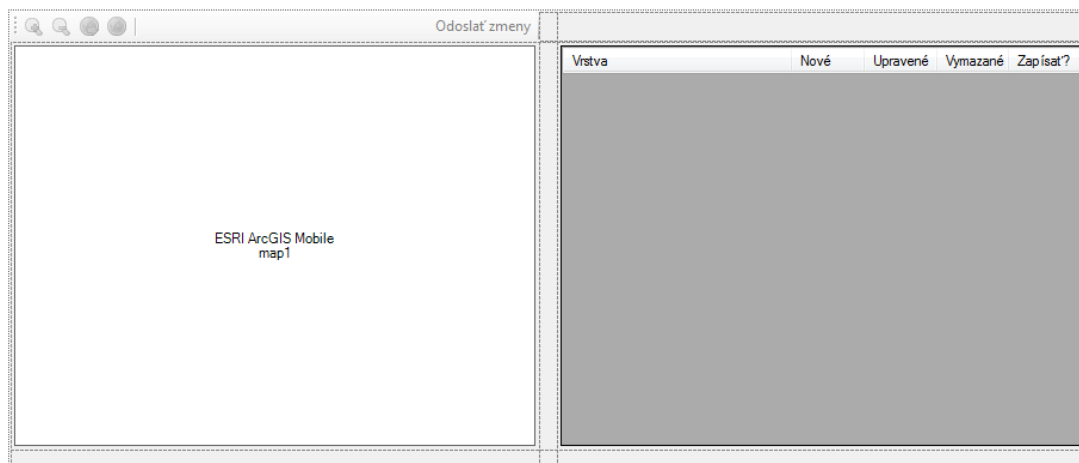 Odoslať zmeny
Vrstva Nové Upravené Vymazané Zapísať?
ESRI ArcGIS Mobile
map1